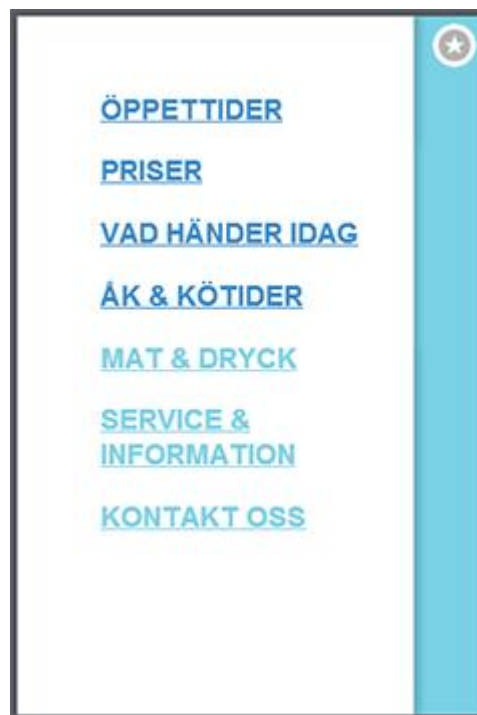 ÖPPETTIDER
PRISER
VAD HÄNDER IDAG
ÅK & KÖTIDER
MAT & DRYCK
SERVICE &
INFORMATION
KONTAKT OSS